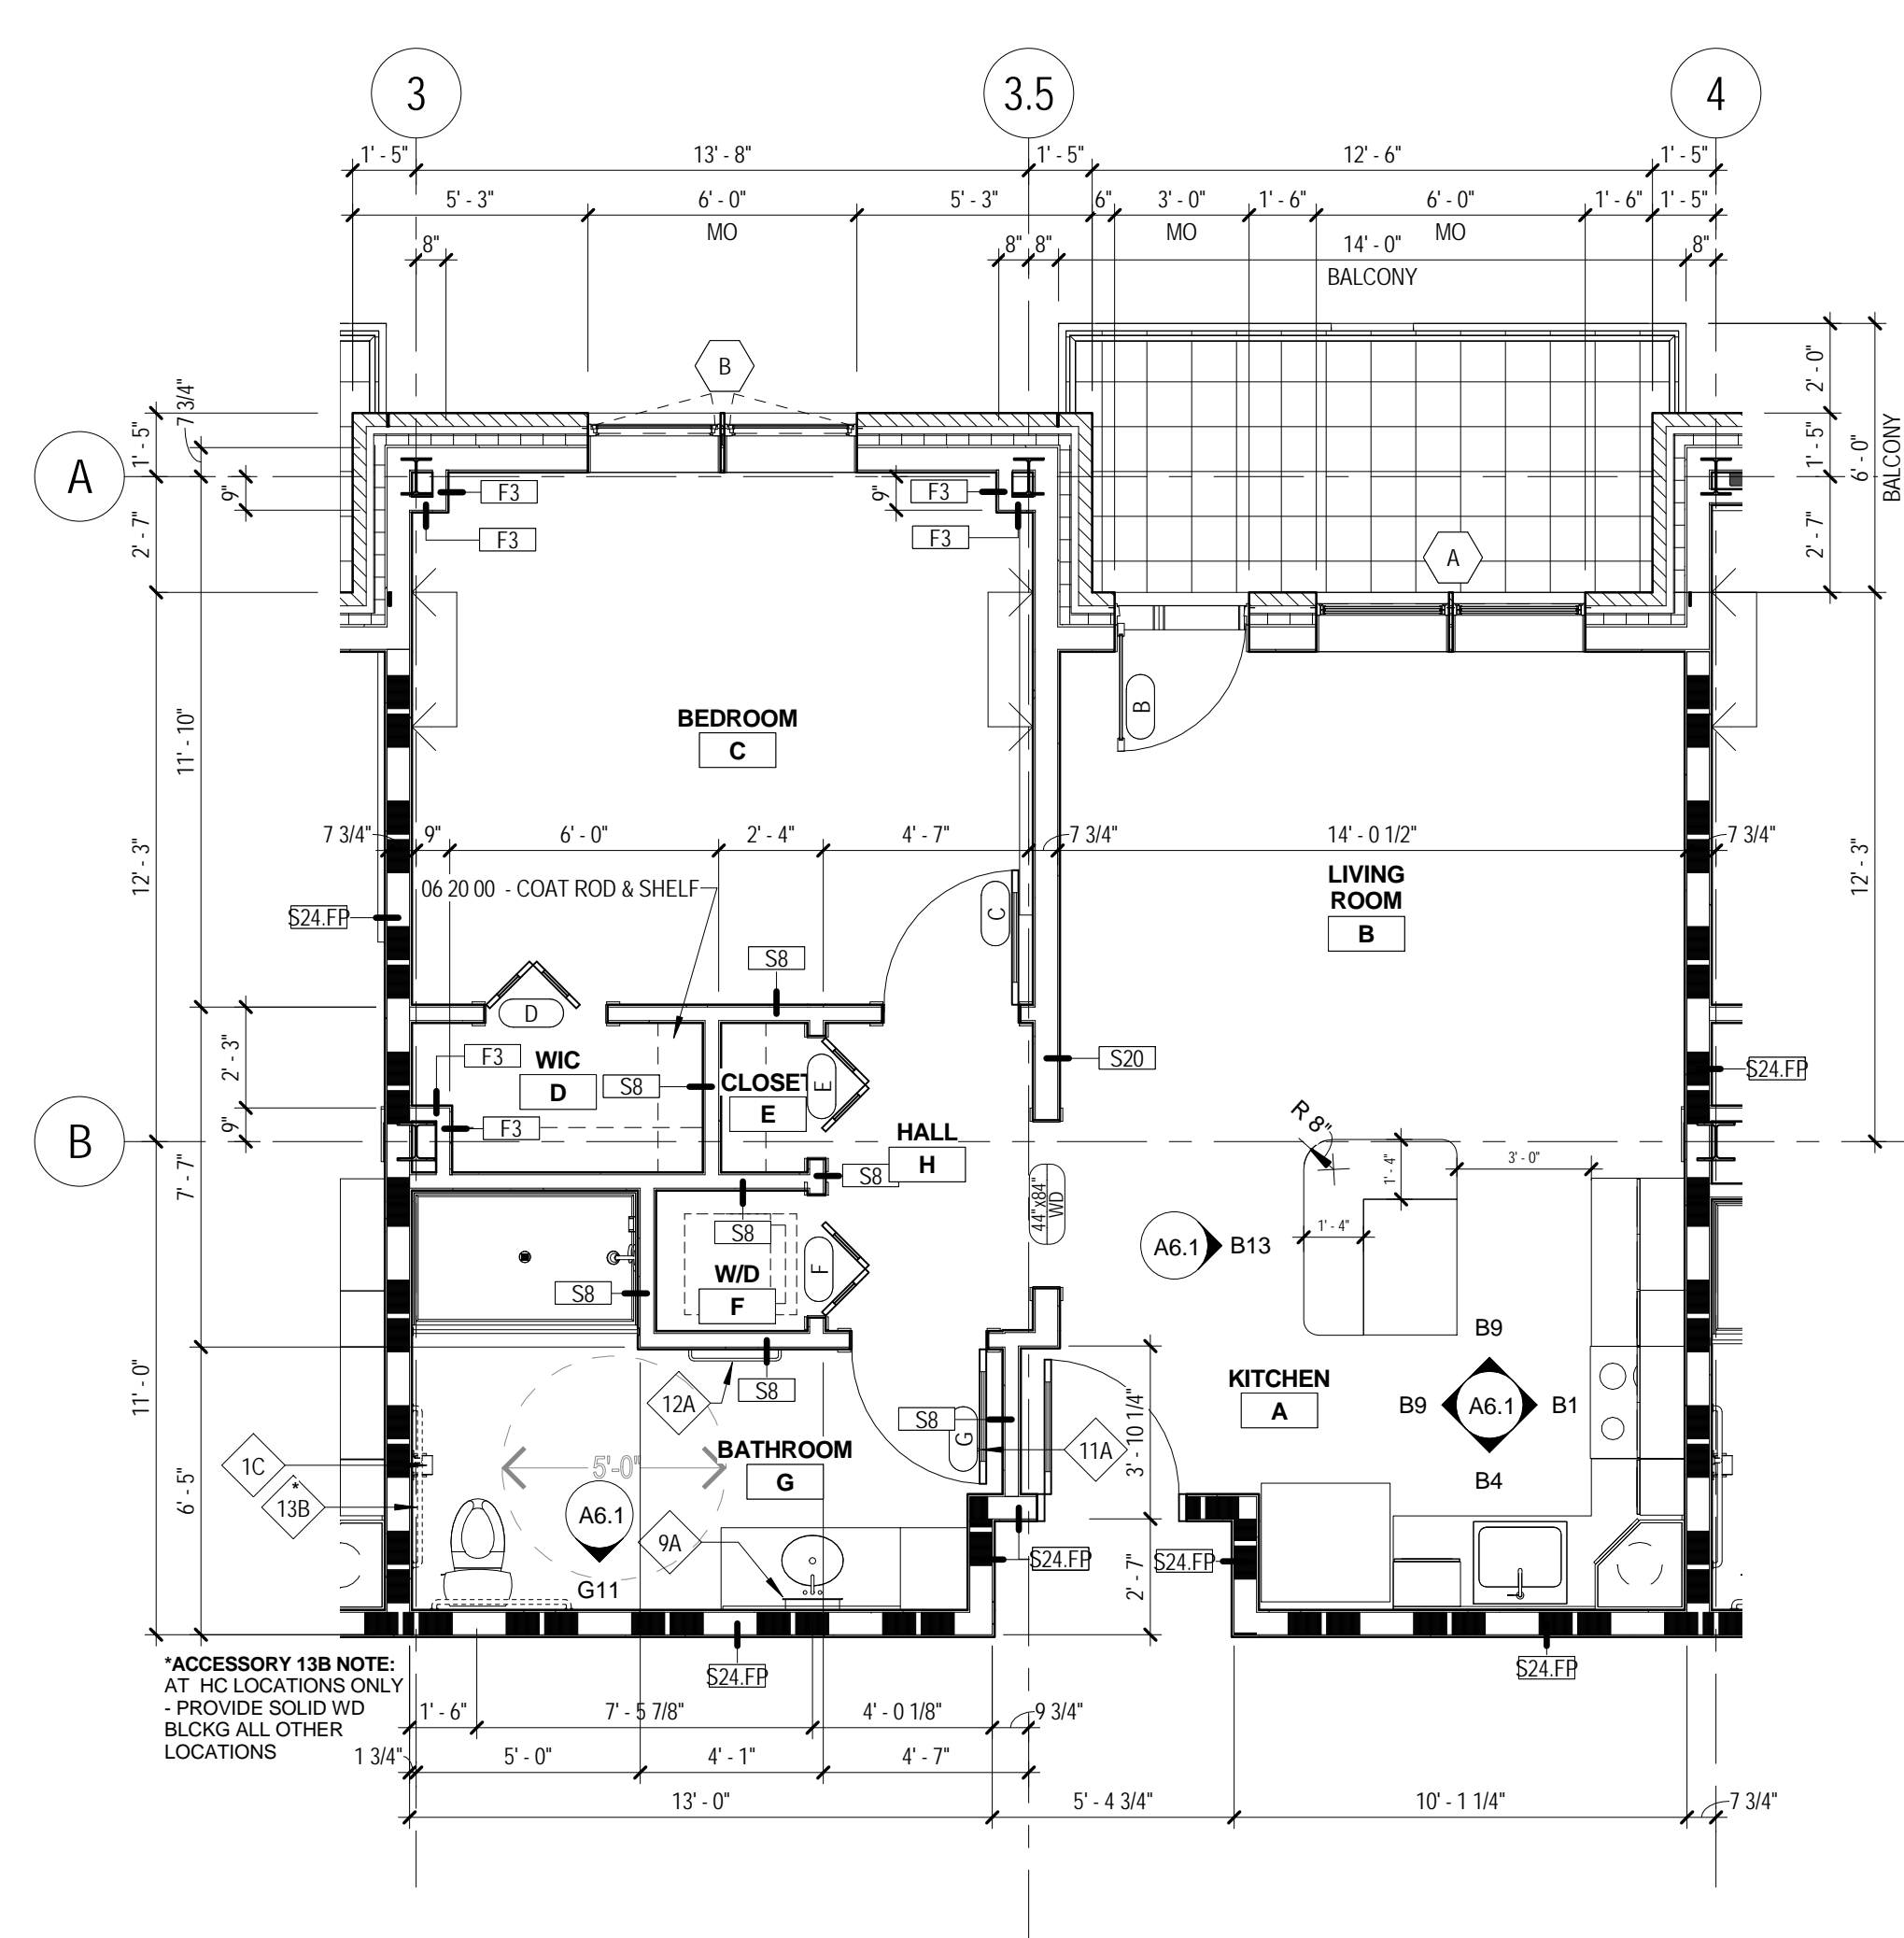 3
3.5
4
1' - 5"
13' - 8"
1' - 5"
12' - 6"
1' - 5"
5' - 3"
6' - 0"
MO
5' - 3"
6"
3' - 0"
MO
1' - 6"
6' - 0"
MO
1' - 6"
1' - 5"
8"
8"
8"
14' - 0"
BALCONY
8"
B
A
7 3/4"
1' - 5"
9"
2' - 7"
A
F3
F3
F3
F3
9"
2' - 0"
1' - 5"
6' - 0"
BALCONY
2' - 7"
B
BEDROOM
C
11' - 10"
12' - 3"
7 3/4"
9"
6' - 0"
2' - 4"
4' - 7"
7 3/4"
14' - 0 1/2"
7 3/4"
12' - 3"
06 20 00 - COAT ROD & SHELF
LIVING
ROOM
B
C
S24.FP
S8
D
2' - 3"
9"
F3
WIC
D
S8
CLOSET
E
E
S20
S24.FP
F3
B
HALL
H
S8
R 8"
1' - 4"
3' - 0"
7' - 7"
S8
W/D
F
F
S8
44"x84"
WD
A6.1
B13
1' - 4"
B9
11' - 0"
6' - 5"
12A
S8
S8
G
11A
3' - 10 1/4"
KITCHEN
A
B9
A6.1
B1
B4
BATHROOM
G
5'-0"
1C
*
13B
A6.1
G11
9A
S24.FP
S24.FP
2' - 7"
S24.FP
S24.FP
*ACCESSORY 13B NOTE:
AT HC LOCATIONS ONLY
- PROVIDE SOLID WD
BLCKG ALL OTHER
LOCATIONS
1' - 6"
7' - 5 7/8"
4' - 0 1/8"
9 3/4"
1 3/4"
5' - 0"
4' - 1"
4' - 7"
13' - 0"
5' - 4 3/4"
10' - 1 1/4"
7 3/4"